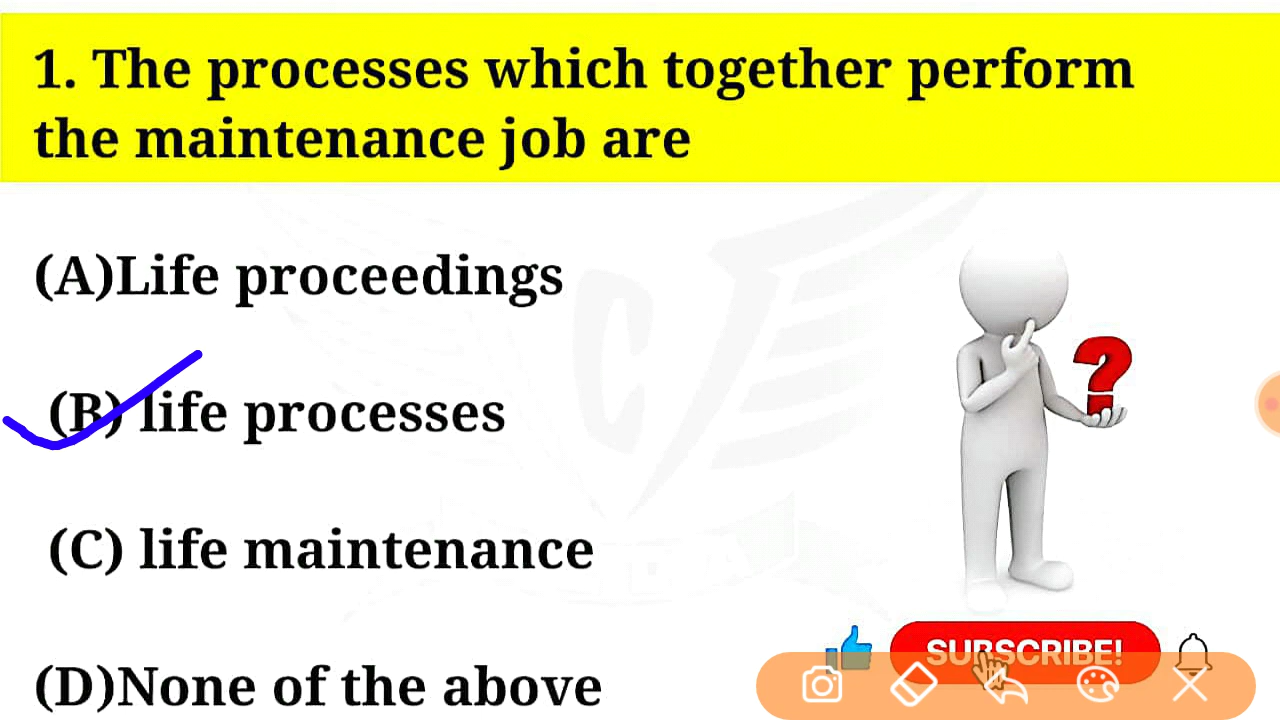 1. The processes which together perform
the maintenance job are
(A)Life proceedings
(B) life processes
(C) life maintenance
(D)None of the above
?
SUBSCRIBE!